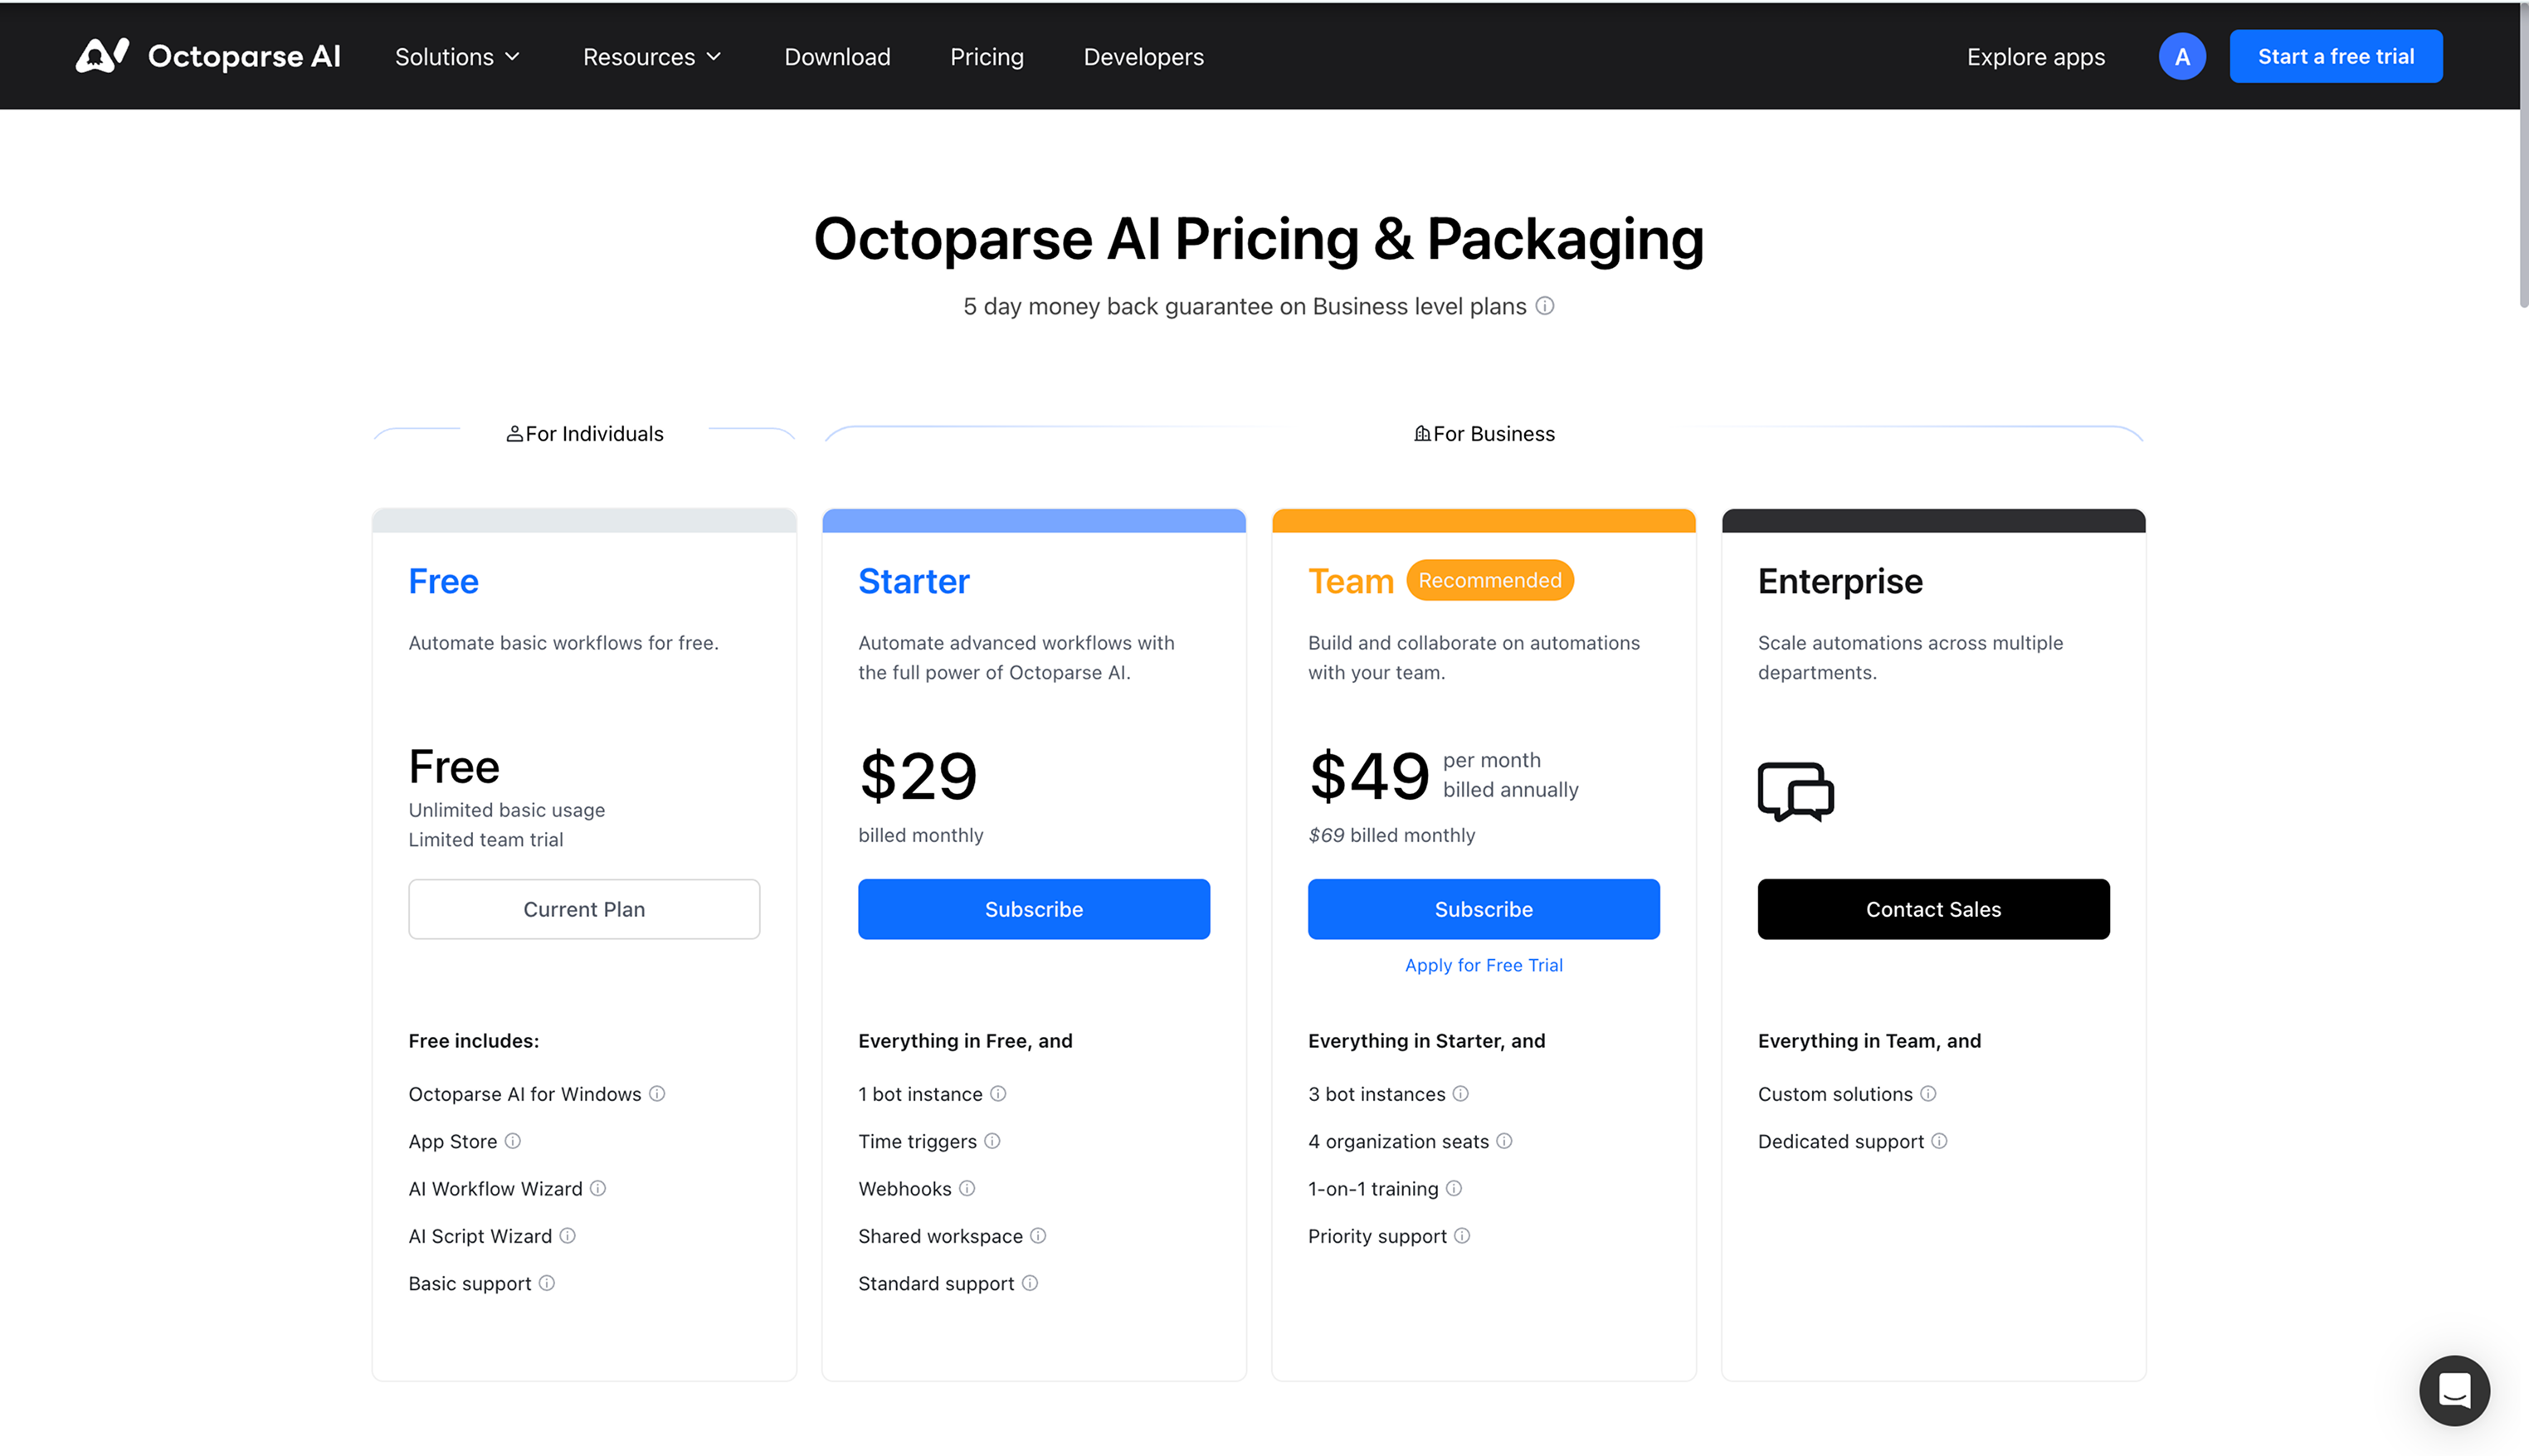 Octoparse AI
Solutions
Resources
Download
Pricing
Developers
Explore apps
A
Start a free trial
Octoparse AI Pricing & Packaging
5 day money back guarantee on Business level plans
For Individuals
For Business
Free
Automate basic workflows for free.
Free
Unlimited basic usage
Limited team trial
Current Plan
Free includes:
Octoparse AI for Windows
App Store
AI Workflow Wizard
AI Script Wizard
Basic support
Starter
Automate advanced workflows with
the full power of Octoparse AI.
$29
billed monthly
Subscribe
Everything in Free, and
1 bot instance
Time triggers
Webhooks
Shared workspace
Standard support
Team
Recommended
Build and collaborate on automations
with your team.
$49
per month
billed annually
$69 billed monthly
Subscribe
Apply for Free Trial
Everything in Starter, and
3 bot instances
4 organization seats
1-on-1 training
Priority support
Enterprise
Scale automations across multiple
departments.
Contact Sales
Everything in Team, and
Custom solutions
Dedicated support